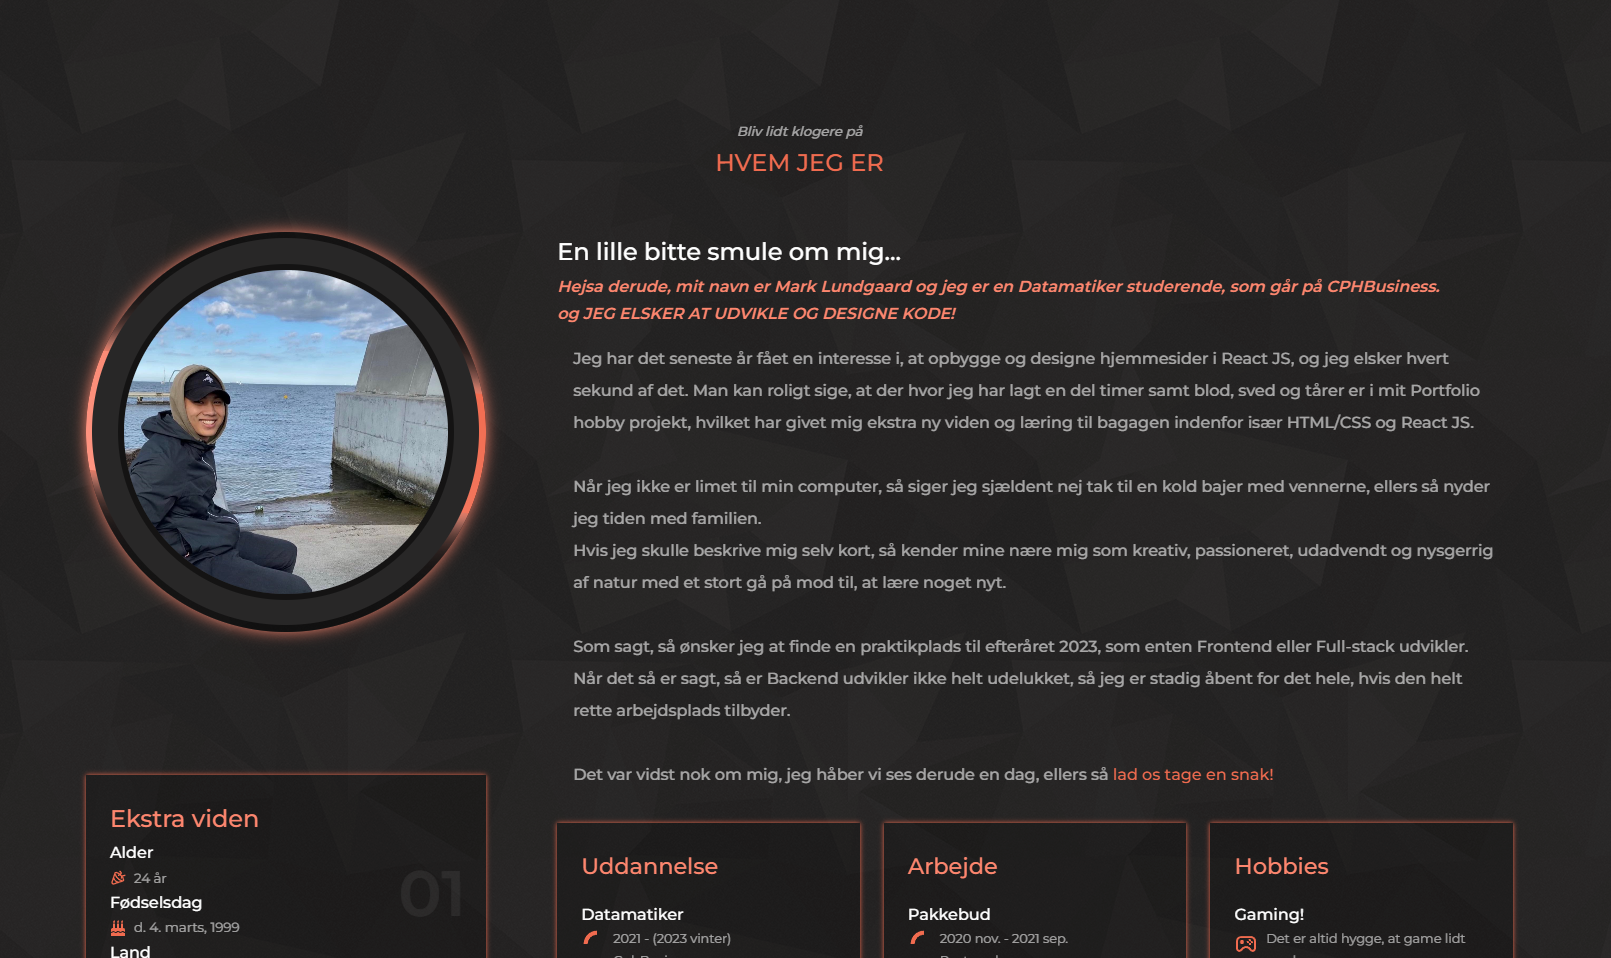 Bliv lidt klogere på
HVEM JEG ER
En lille bitte smule om mig...
Hejsa derude, mit navn er Mark Lundgaard og jeg er en Datamatiker studerende, som går på CPHBusiness.
og JEG ELSKER AT UDVIKLE OG DESIGNE KODE!
Jeg har det seneste år fået en interesse i, at opbygge og designe hjemmesider i React JS, og jeg elsker hvert
sekund af det. Man kan roligt sige, at der hvor jeg har lagt en del timer samt blod, sved og tårer er i mit Portfolio
hobby projekt, hvilket har givet mig ekstra ny viden og læring til bagagen indenfor især HTML/CSS og React JS.
Når jeg ikke er limet til min computer, så siger jeg sjældent nej tak til en kold bajer med vennerne, ellers så nyder
jeg tiden med familien.
Hvis jeg skulle beskrive mig selv kort, så kender mine nære mig som kreativ, passioneret, udadvendt og nysgerrig
af natur med et stort gå på mod til, at lære noget nyt.
Som sagt, så ønsker jeg at finde en praktikplads til efteråret 2023, som enten Frontend eller Full-stack udvikler.
Når det så er sagt, så er Backend udvikler ikke helt udelukket, så jeg er stadig åbent for det hele, hvis den helt
rette arbejdsplads tilbyder.
Det var vidst nok om mig, jeg håber vi ses derude en dag, ellers så lad os tage en snak!
Ekstra viden
Alder
24 år
01
Fødselsdag
d. 4. marts, 1999
Land
Uddannelse
Datamatiker
2021 - (2023 vinter)
Arbejde
Pakkebud
2020 nov. - 2021 sep.
Hobbies
Gaming!
Det er altid hygge, at game lidt